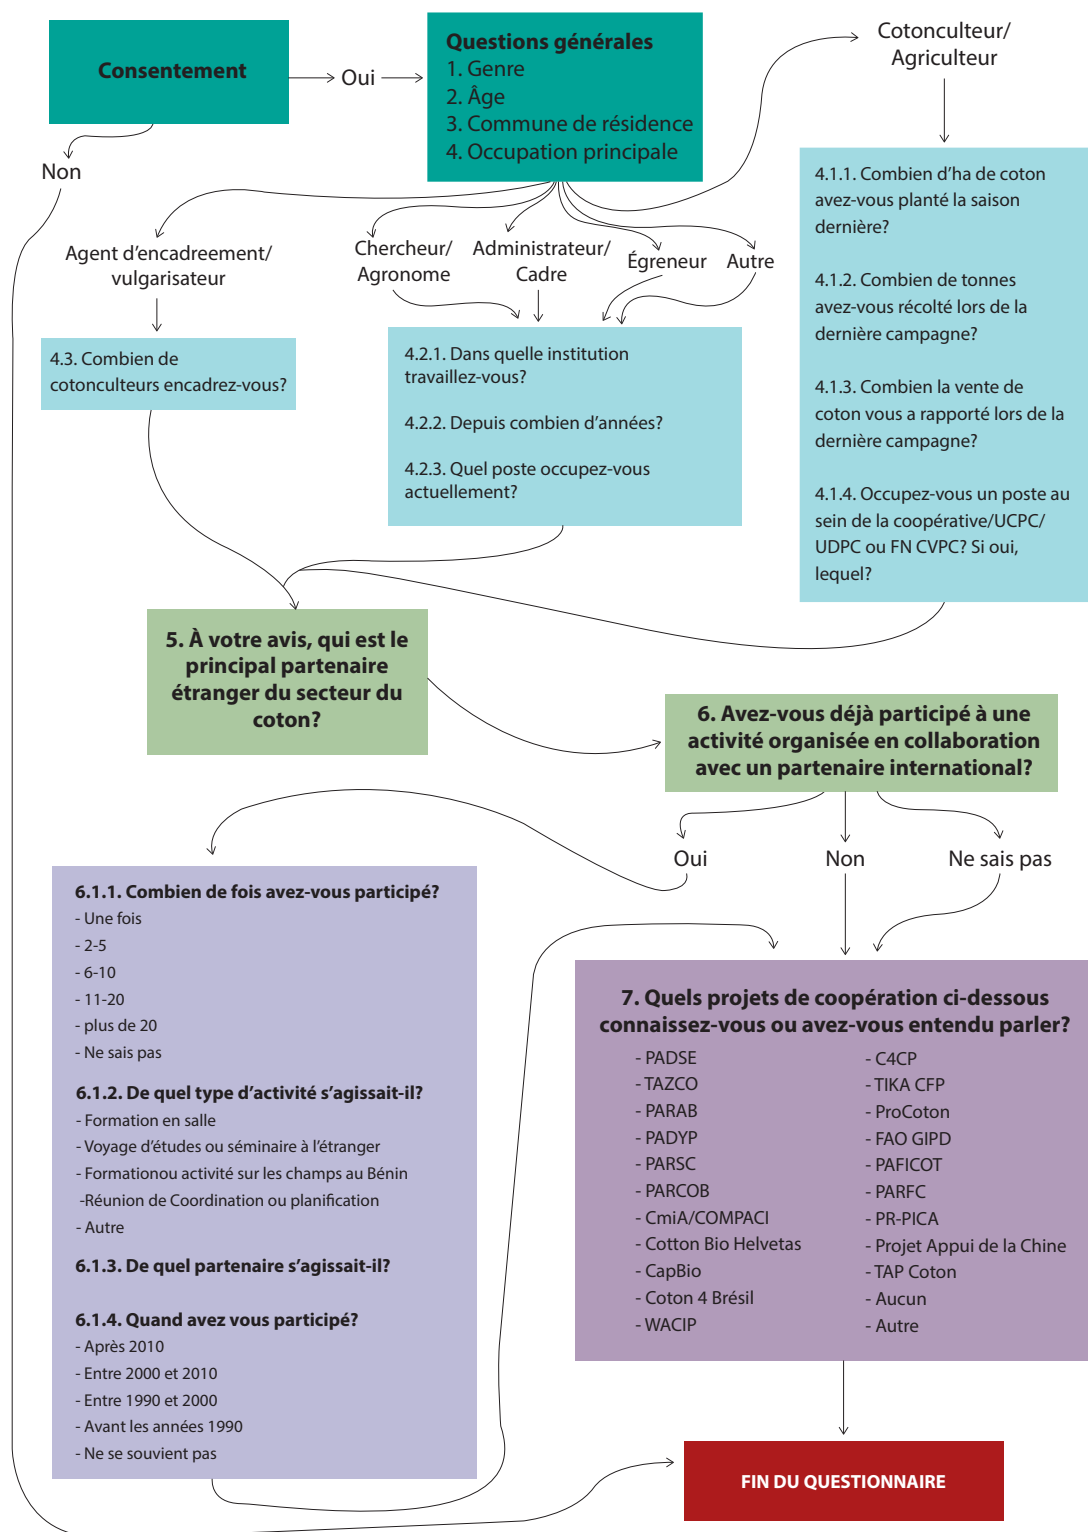 Consentement
Oui
Non
Questions générales
1. Genre
2. Âge
3. Commune de résidence
4. Occupation principale
Cotonculteur/
Agriculteur
Agent d'encadreement/
vulgarisateur
Chercheur/
Agronome
Administrateur/
Cadre
Égreneur
Autre
4.1.1. Combien d'ha de coton
avez-vous planté la saison
dernière?
4.1.2. Combien de tonnes
avez-vous récolté lors de la
dernière campagne?
4.1.3. Combien la vente de
coton vous a rapporté lors de la
dernière campagne?
4.1.4. Occupez-vous un poste au
sein de la coopérative/UCPC/
UDPC ou FN CVPC? Si oui,
lequel?
4.3. Combien de
cotonculteurs encadrez-vous?
4.2.1. Dans quelle institution
travaillez-vous?
4.2.2. Depuis combien d'années?
4.2.3. Quel poste occupez-vous
actuellement?
5. À votre avis, qui est le
principal partenaire
étranger du secteur du
coton?
6. Avez-vous déjà participé à une
activité organisée en collaboration
avec un partenaire international?
Oui
Non
Ne sais pas
6.1.1. Combien de fois avez-vous participé?
- Une fois
- 2-5
- 6-10
- 11-20
- plus de 20
- Ne sais pas
6.1.2. De quel type d'activité s'agissait-il?
- Formation en salle
- Voyage d'études ou séminaire à l'étranger
- Formationou activité sur les champs au Bénin
-Réunion de Coordination ou planification
- Autre
6.1.3. De quel partenaire s'agissait-il?
6.1.4. Quand avez vous participé?
- Après 2010
- Entre 2000 et 2010
- Entre 1990 et 2000
- Avant les années 1990
- Ne se souvient pas
7. Quels projets de coopération ci-dessous
connaissez-vous ou avez-vous entendu parler?
- PADSE
- TAZCO
- PARAB
- PADYP
- PARSC
- PARCOB
- CmiA/COMPACI
- Cotton Bio Helvetas
- CapBio
- Coton 4 Brésil
- WACIP
- C4CP
- TIKA CFP
- ProCoton
- FAO GIPD
- PAFICOT
- PARFC
- PR-PICA
- Projet Appui de la Chine
- TAP Coton
- Aucun
- Autre
FIN DU QUESTIONNAIRE